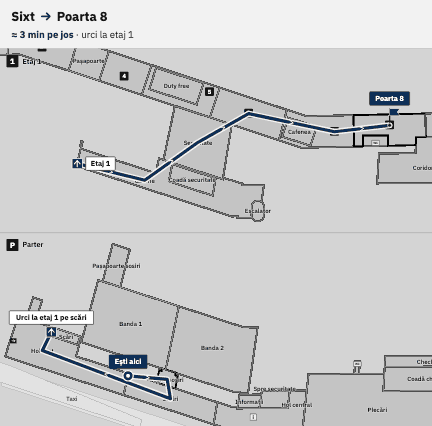 Sixt → Poarta 8
≈ 3 min pe jos · urci la etaj 1
1 Etaj 1
Pașapoarte
4
Duty free
5
Poarta 8
Cafenea
Etaj 1
Coadă securitate
Coridor
Escalator
P Parter
Pașapoarte sosiri
Urci la etaj 1 pe scări
Scări
Banda 1
Banda 2
Ești aici
Taxi
Spre securitate
Informații
Hol central
Plecări
Coadă ch